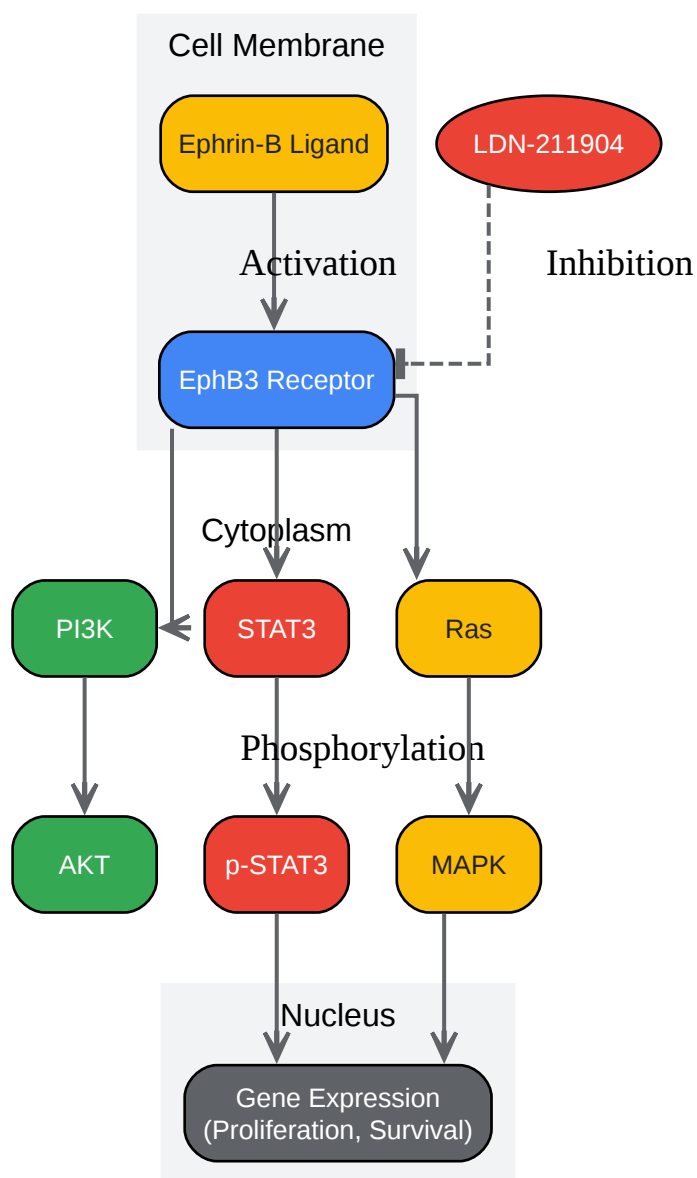 Cell Membrane
Ephrin-B Ligand
LDN-211904
Activation
Inhibition
EphB3 Receptor
Cytoplasm
PI3K
STAT3
Ras
Phosphorylation
AKT
p-STAT3
MAPK
Nucleus
Gene Expression
(Proliferation, Survival)